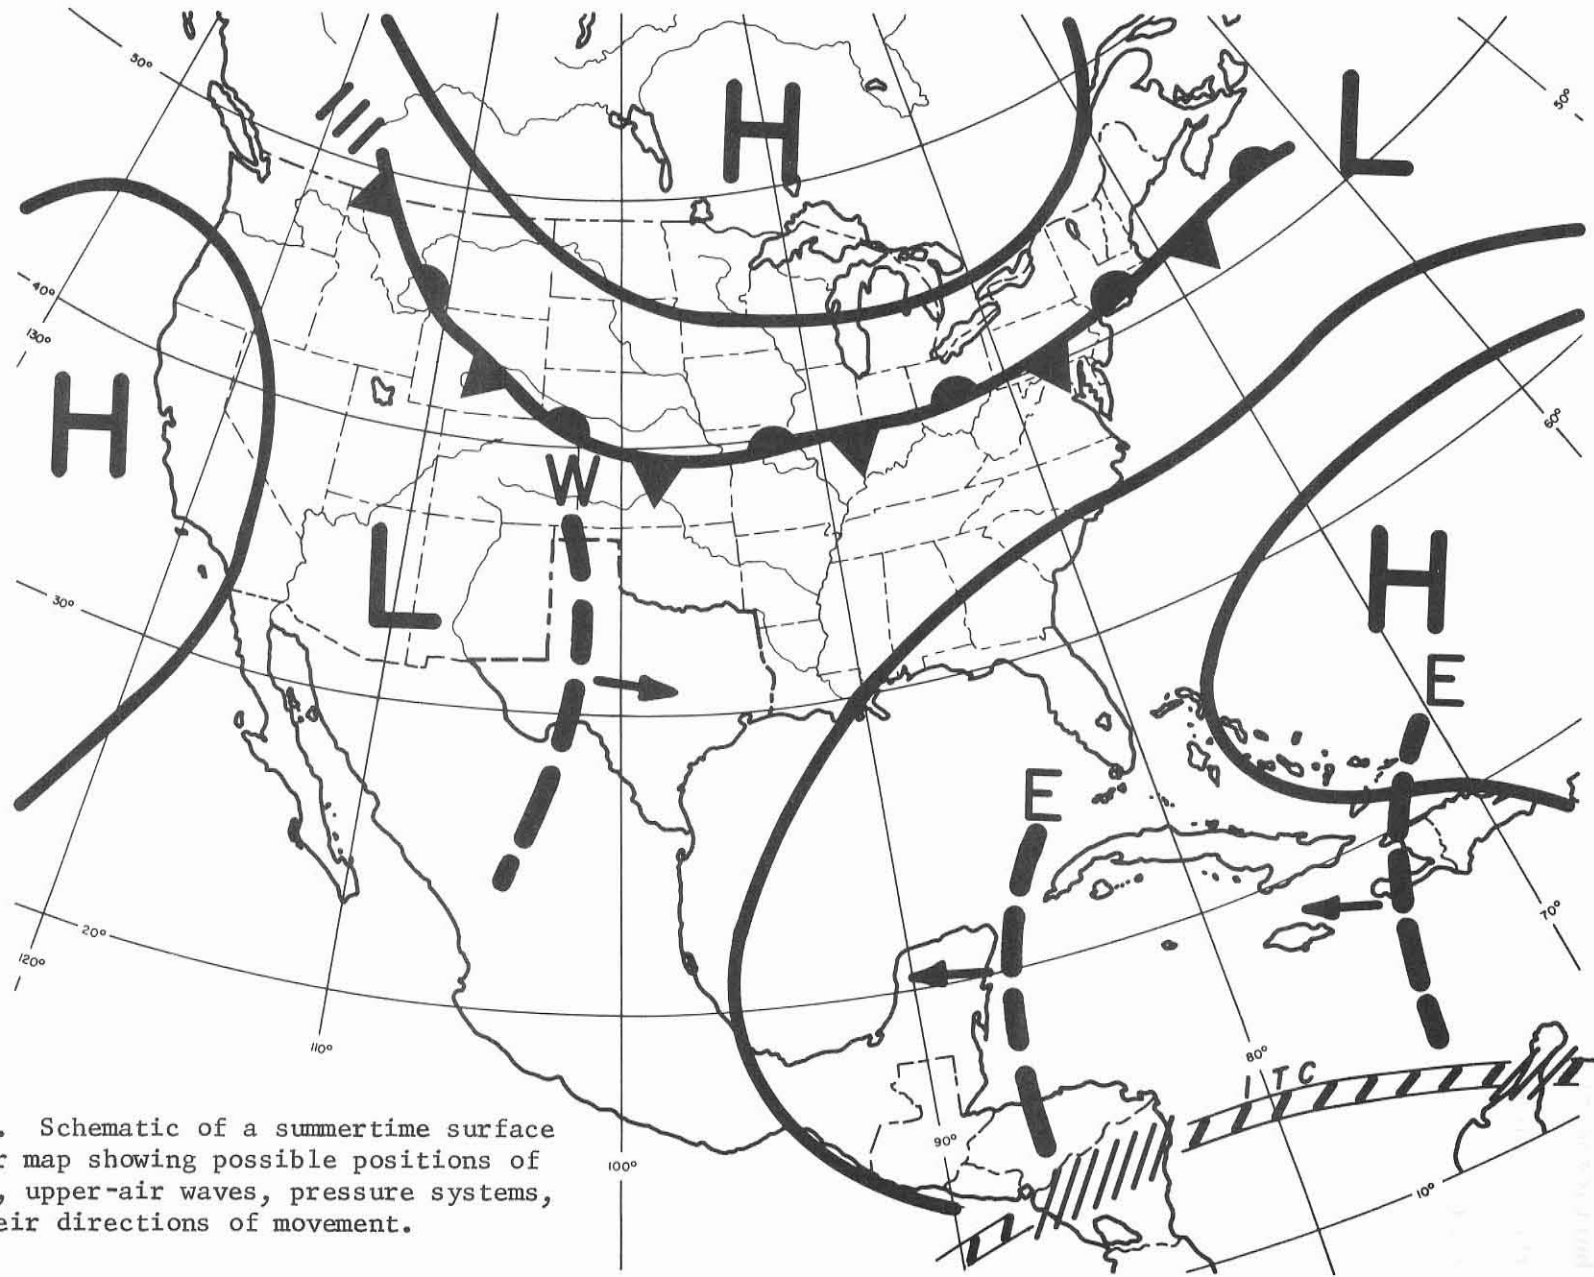 50°
H
L
50°
40°
130°
H
W
60°
L
H
30°
E
E
20°
70°
120°
110°
80°
ITC
90°
100°
10°
. Schematic of a summertime surface
r map showing possible positions of
, upper-air waves, pressure systems,
eir directions of movement.